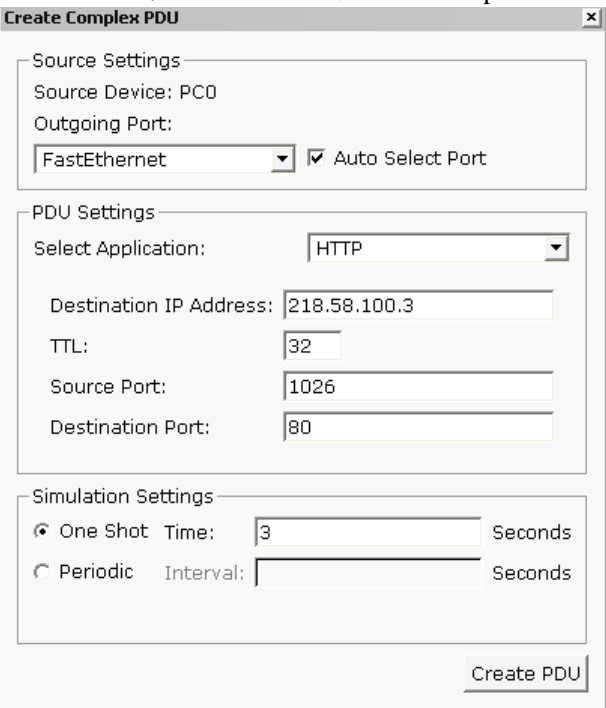 Create Complex PDU
Source Settings
Source Device: PC0
Outgoing Port:
FastEthernet Auto Select Port
PDU Settings
Select Application: HTTP
Destination IP Address: 218.58.100.3
TTL: 32
Source Port: 1026
Destination Port: 80
Simulation Settings
One Shot Time: 3 Seconds
Periodic Interval: Seconds
Create PDU